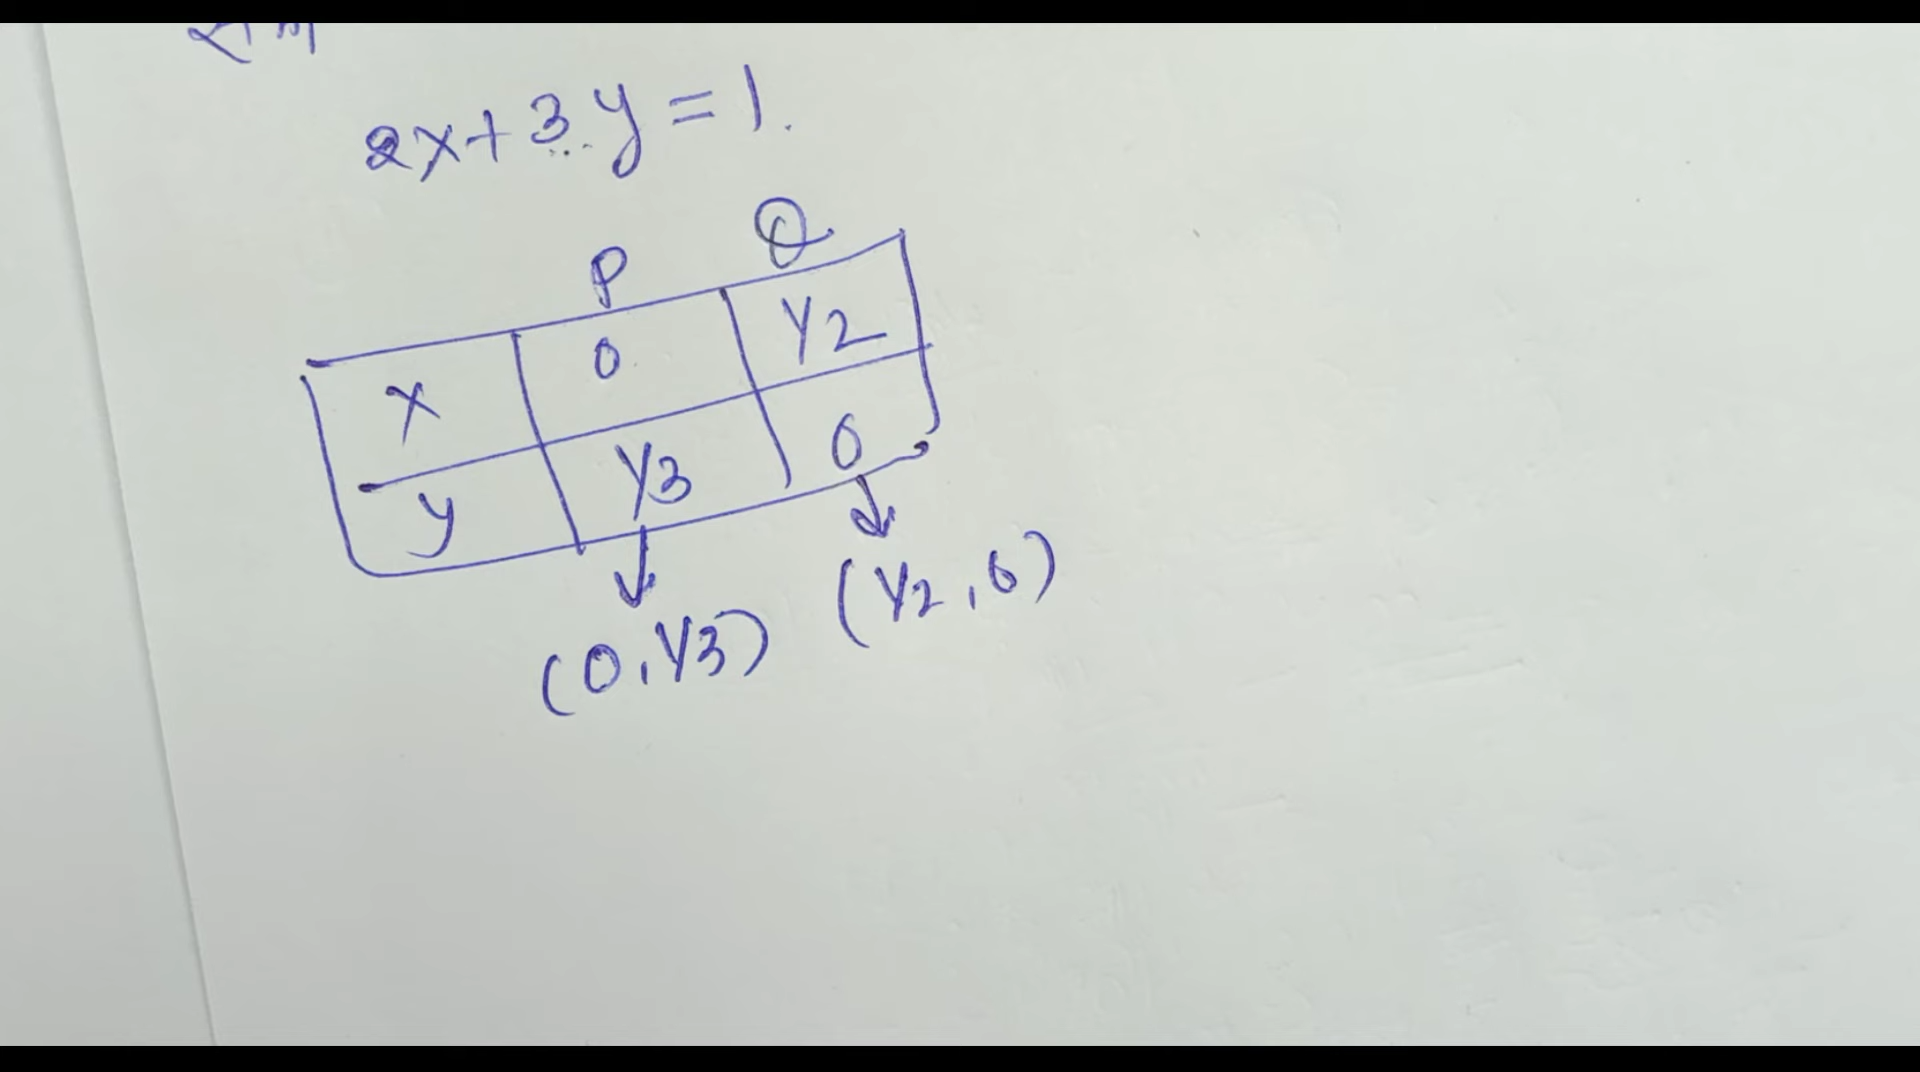 2x+3y=1.
P Q
x 0 1/2
y 1/3 0
(0,1/3) (1/2,0)